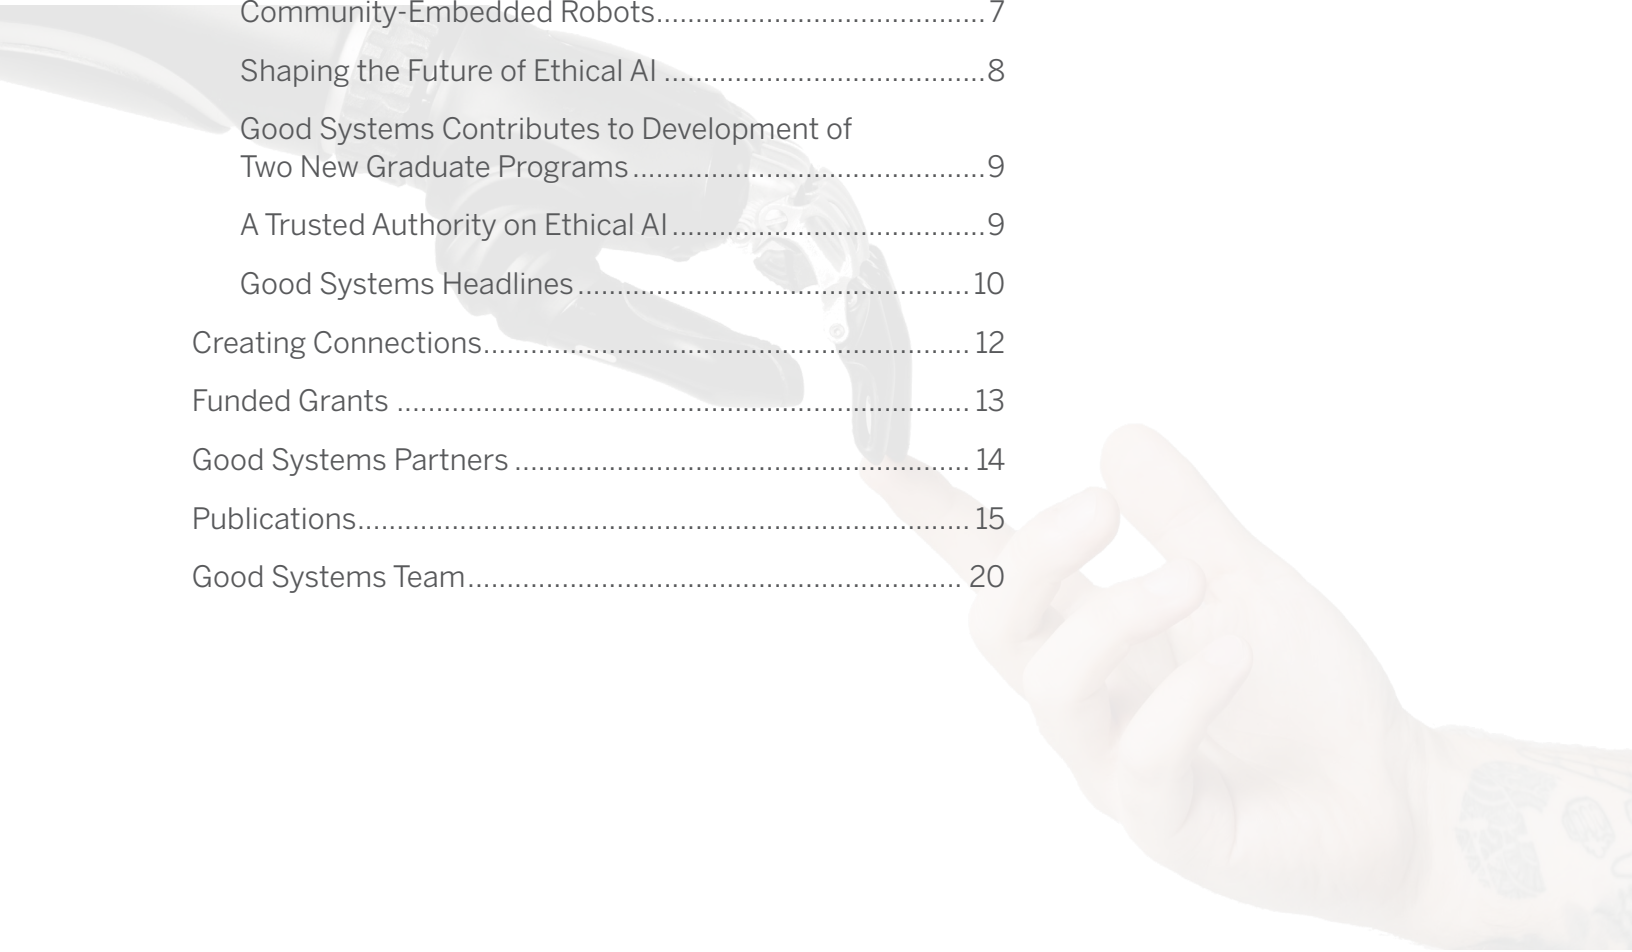 Community-Embedded Robots.......................................... 7
Shaping the Future of Ethical AI ......................................... 8
Good Systems Contributes to Development of
Two New Graduate Programs............................................. 9
A Trusted Authority on Ethical AI........................................ 9
Good Systems Headlines.................................................. 10
Creating Connections.............................................................. 12
Funded Grants ......................................................................... 13
Good Systems Partners .......................................................... 14
Publications.............................................................................. 15
Good Systems Team............................................................... 20